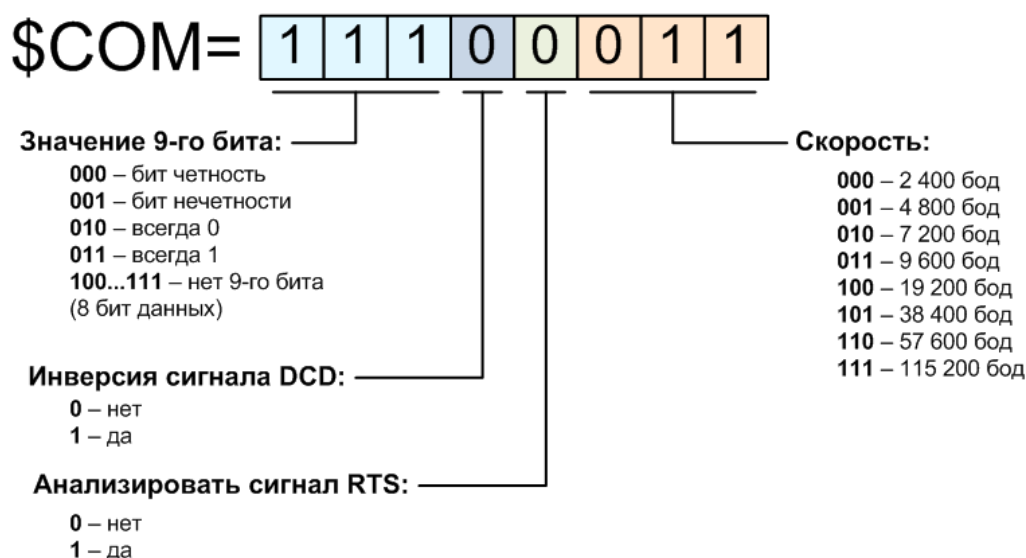 $COM= 1 1 1 0 0 0 1 1
Значение 9-го бита:
000 – бит четность
001 – бит нечетности
010 – всегда 0
011 – всегда 1
100...111 – нет 9-го бита
(8 бит данных)
Инверсия сигнала DCD:
0 – нет
1 – да
Анализировать сигнал RTS:
0 – нет
1 – да
Скорость:
000 – 2 400 бод
001 – 4 800 бод
010 – 7 200 бод
011 – 9 600 бод
100 – 19 200 бод
101 – 38 400 бод
110 – 57 600 бод
111 – 115 200 бод